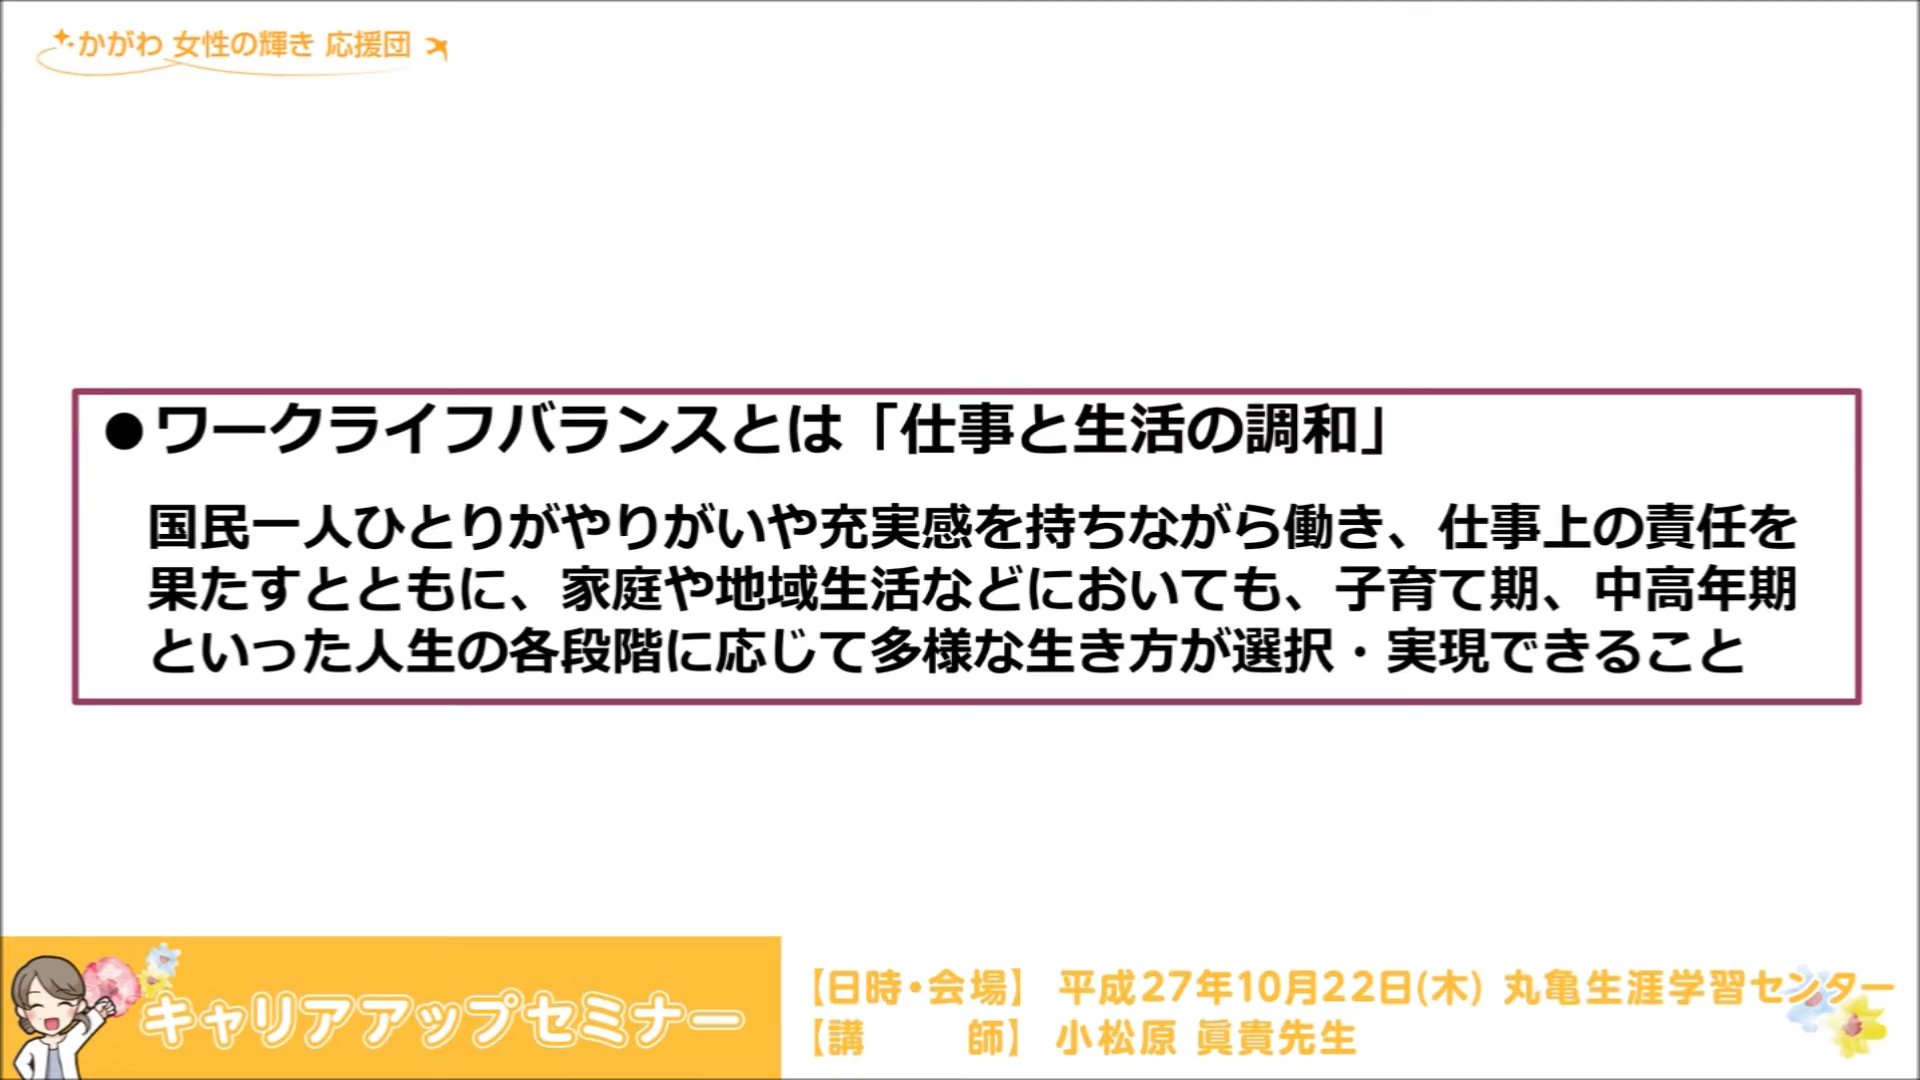 かがわ 女性の輝き 応援団
●ワークライフバランスとは「仕事と生活の調和」
国民一人ひとりがやりがいや充実感を持ちながら働き、仕事上の責任を
果たすとともに、家庭や地域生活などにおいても、子育て期、中高年期
といった人生の各段階に応じて多様な生き方が選択・実現できること
キャリアアップセミナー
【日時・会場】 平成27年10月22日(木) 丸亀生涯学習センター
【講 師】 小松原 眞貴先生